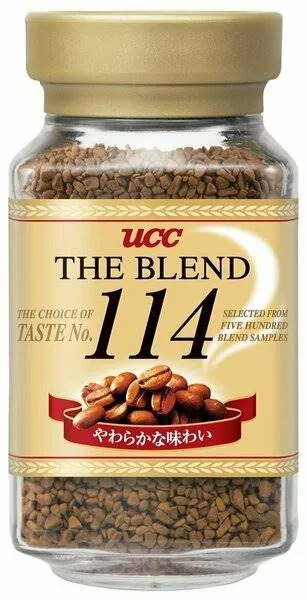 UCC
THE BLEND
THE CHOICE OF
TASTE No.
114
SELECTED FROM
FIVE HUNDRED
BLEND SAMPLES
やわらかな味わい